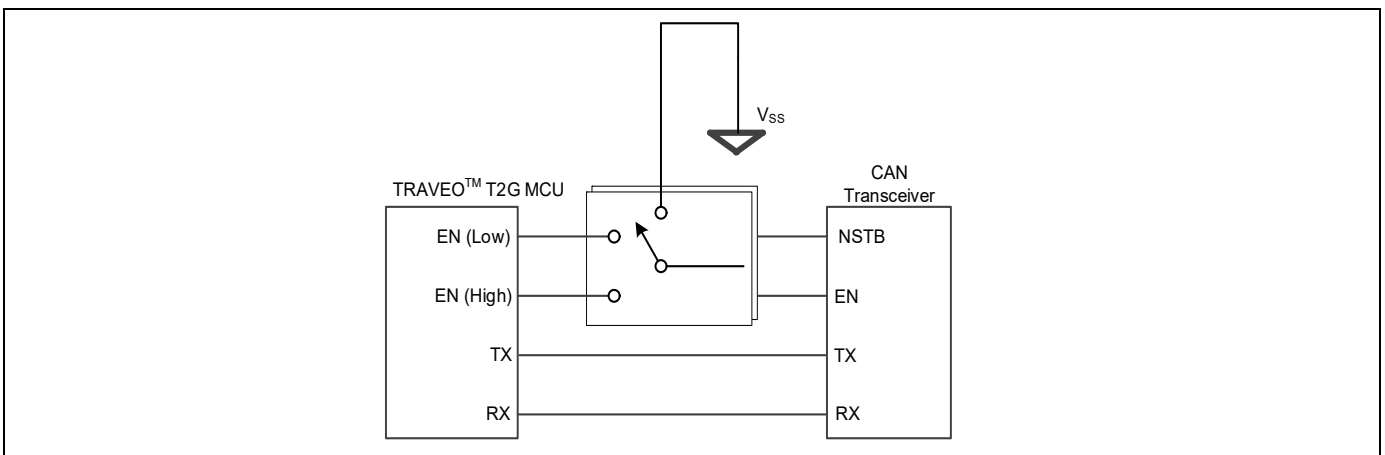 VSS
TRAVEO™ T2G MCU
CAN
Transceiver
EN (Low)
NSTB
EN (High)
EN
TX
TX
RX
RX